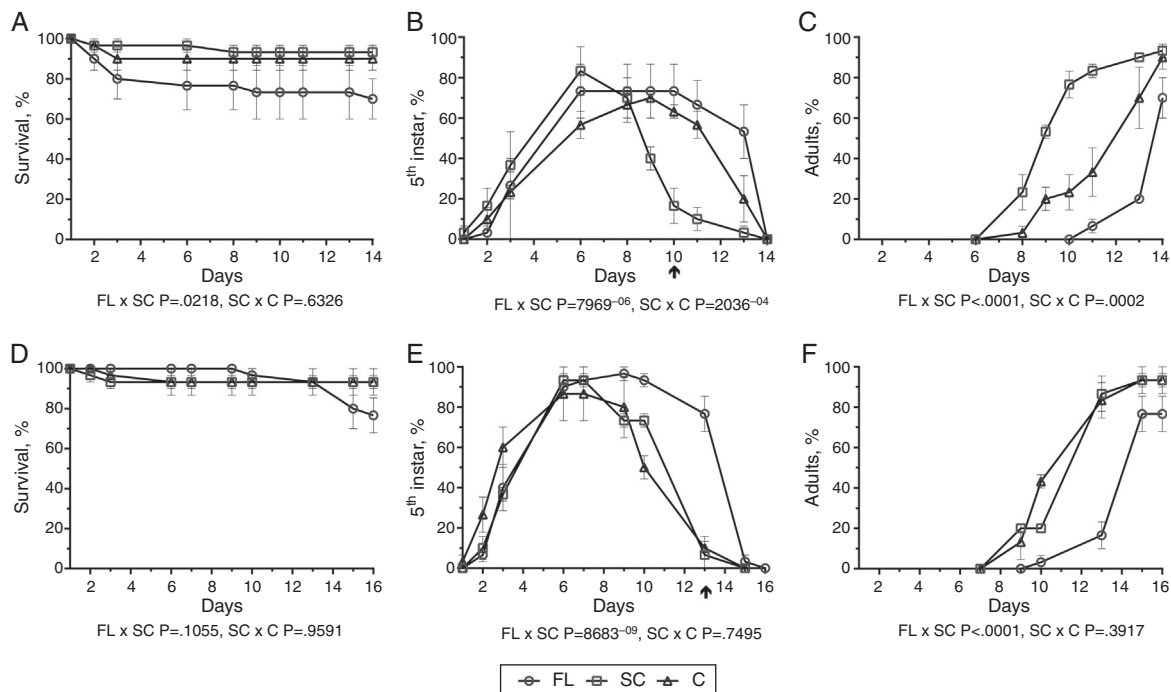 A
B
C
Survival, %
100
80
60
40
20
0
2 4 6 8 10 12 14
Days
FL x SC P=.0218, SC x C P=.6326
5th instar, %
100
80
60
40
20
0
2 4 6 8 10 12 14
Days
FL x SC P=7969–06, SC x C P=2036–04
Adults, %
100
80
60
40
20
0
2 4 6 8 10 12 14
Days
FL x SC P<.0001, SC x C P=.0002
D
E
F
Survival, %
100
80
60
40
20
0
2 4 6 8 10 12 14 16
Days
FL x SC P=.1055, SC x C P=.9591
5th instar, %
100
80
60
40
20
0
2 4 6 8 10 12 14 16
Days
FL x SC P=8683–09, SC x C P=.7495
Adults, %
100
80
60
40
20
0
2 4 6 8 10 12 14 16
Days
FL x SC P<.0001, SC x C P=.3917
FL SC C